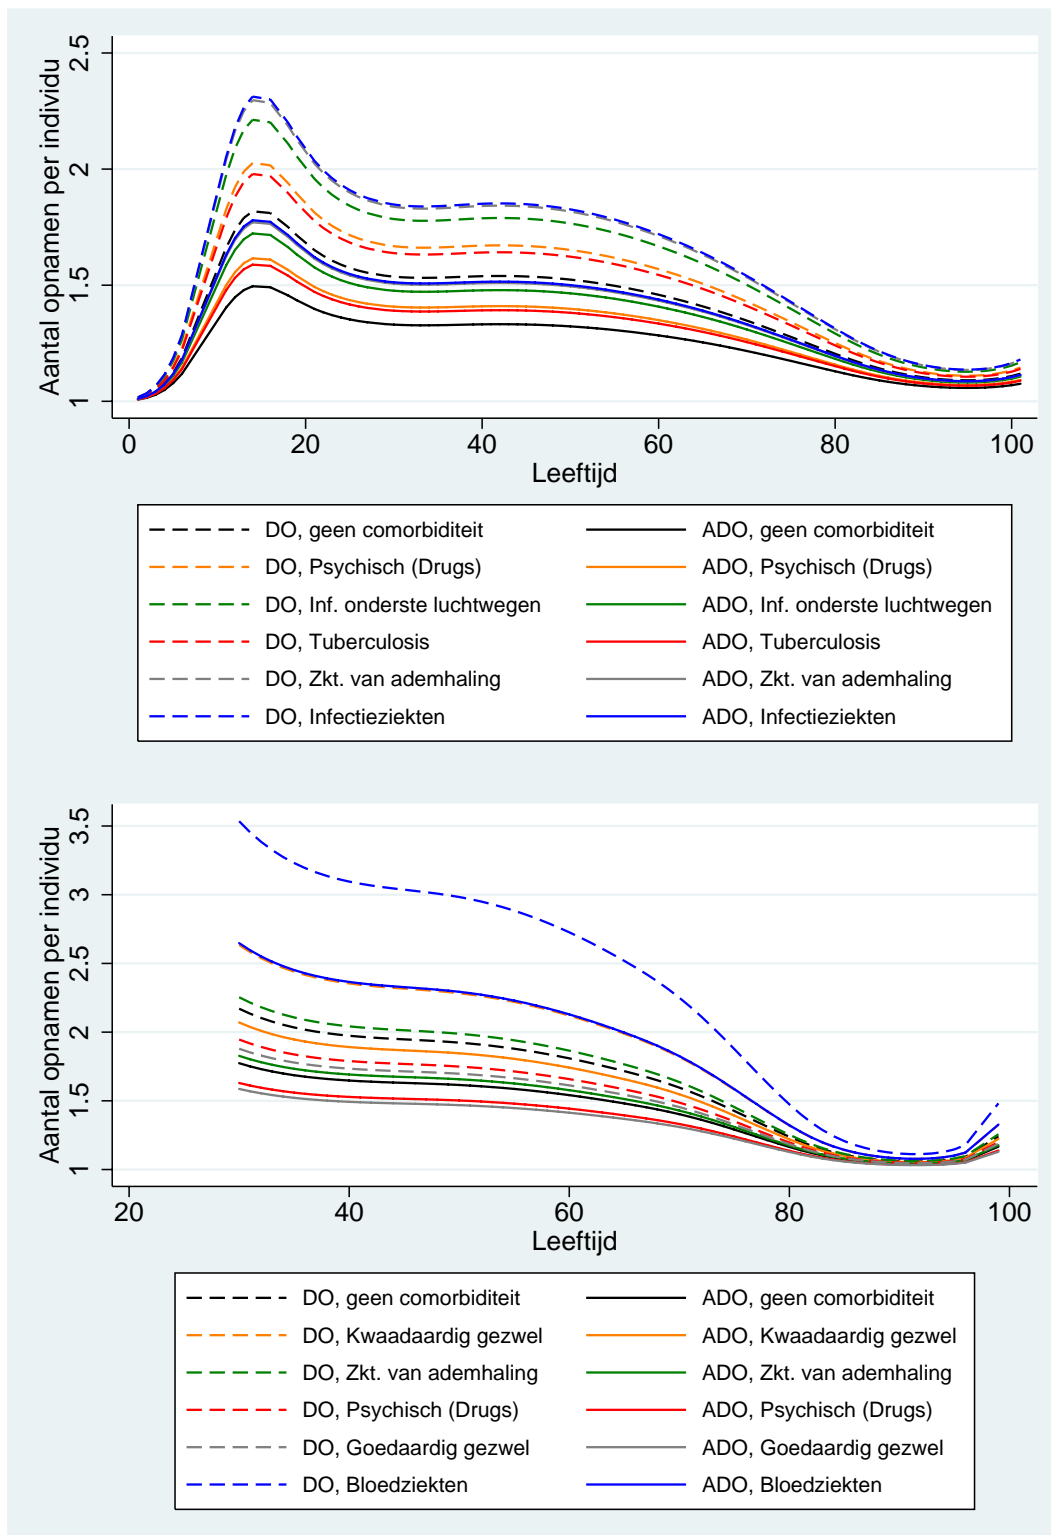 Aantal opnamen per individu
2.5
2
1.5
1
0 20 40 60 80 100
Leeftijd
DO, geen comorbiditeit ADO, geen comorbiditeit
DO, Psychisch (Drugs) ADO, Psychisch (Drugs)
DO, Inf. onderste luchtwegen ADO, Inf. onderste luchtwegen
DO, Tuberculosis ADO, Tuberculosis
DO, Zkt. van ademhaling ADO, Zkt. van ademhaling
DO, Infectieziekten ADO, Infectieziekten
Aantal opnamen per individu
3.5
3
2.5
2
1.5
1
20 40 60 80 100
Leeftijd
DO, geen comorbiditeit ADO, geen comorbiditeit
DO, Kwaadaardig gezwel ADO, Kwaadaardig gezwel
DO, Zkt. van ademhaling ADO, Zkt. van ademhaling
DO, Psychisch (Drugs) ADO, Psychisch (Drugs)
DO, Goedaardig gezwel ADO, Goedaardig gezwel
DO, Bloedziekten ADO, Bloedziekten